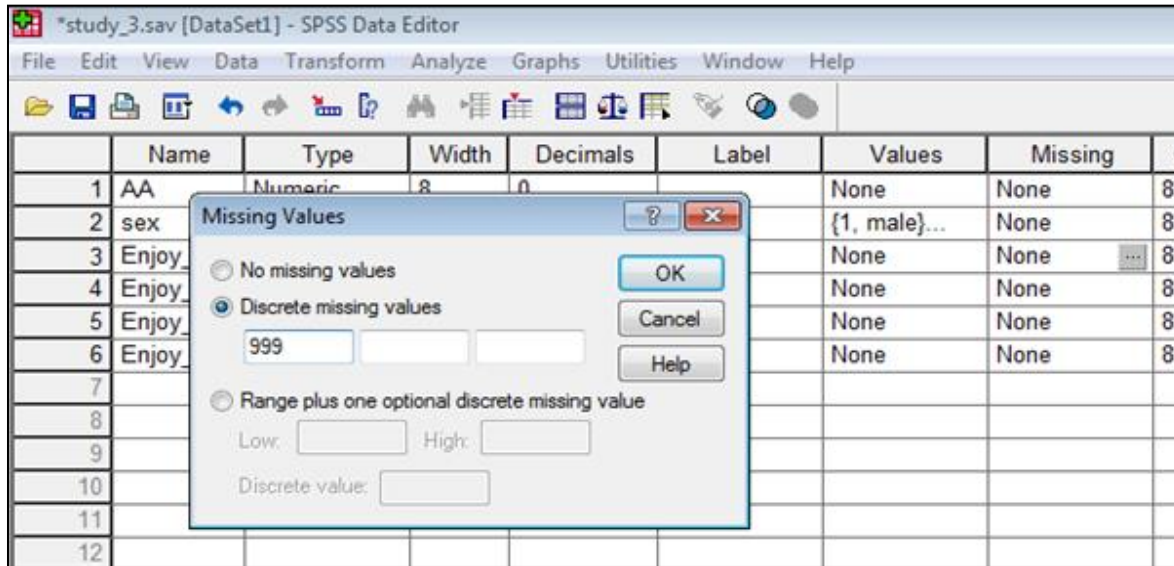 *study_3.sav [DataSet1] - SPSS Data Editor
File Edit View Data Transform Analyze Graphs Utilities Window Help
Name Type Width Decimals Label Values Missing
1 AA Numeric 8 0 None None 8
Missing Values
2 sex {1, male}... None 8
3 Enjoy_ None None ... 8
No missing values OK
4 Enjoy_ None None 8
Discrete missing values
5 Enjoy_ Cancel None None 8
999
6 Enjoy_ Help None None 8
7
Range plus one optional discrete missing value
8
Low: High:
9
10 Discrete value:
11
12